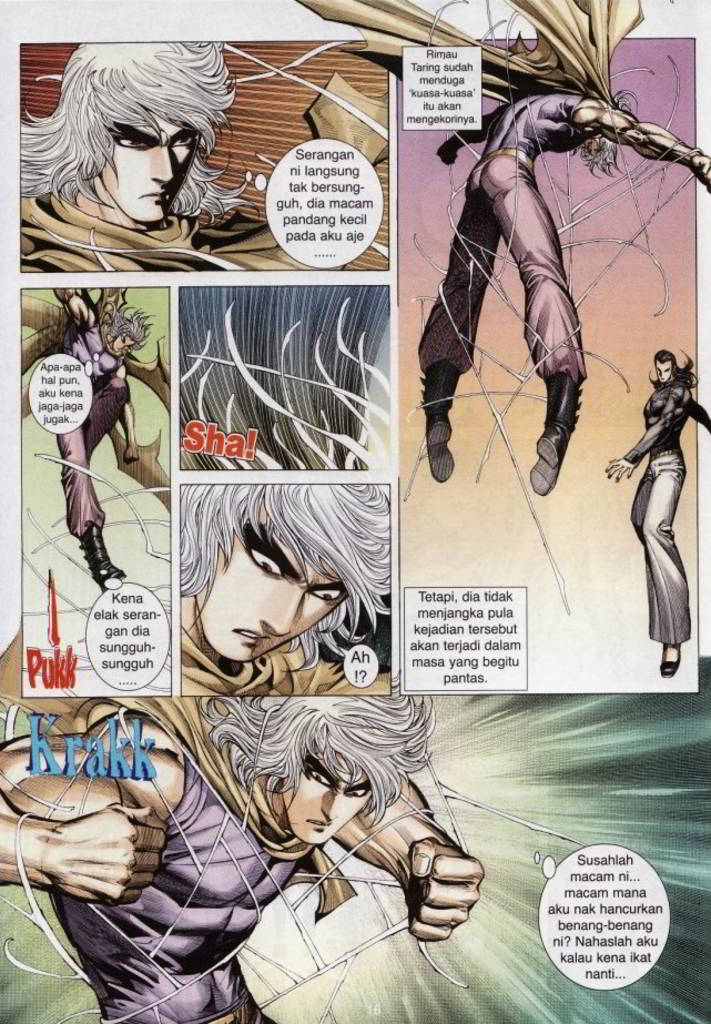 Serangan
ni langsung
tak bersung-
guh, dia macam
pandang kecil
pada aku aje
......
Rimau
Taring sudah
menduga
'kuasa-kuasa'
itu akan
mengekorinya.
Apa-apa
hal pun,
aku kena
jaga-jaga
jugak...
Sha!
Pukk
Kena
elak seran-
gan dia
sungguh-
sungguh
.....
Ah
!?
Tetapi, dia tidak
menjangka pula
kejadian tersebut
akan terjadi dalam
masa yang begitu
pantas.
Krakk
Susahlah
macam ni...
macam mana
aku nak hancurkan
benang-benang
ni? Nahaslah aku
kalau kena ikat
nanti...
16